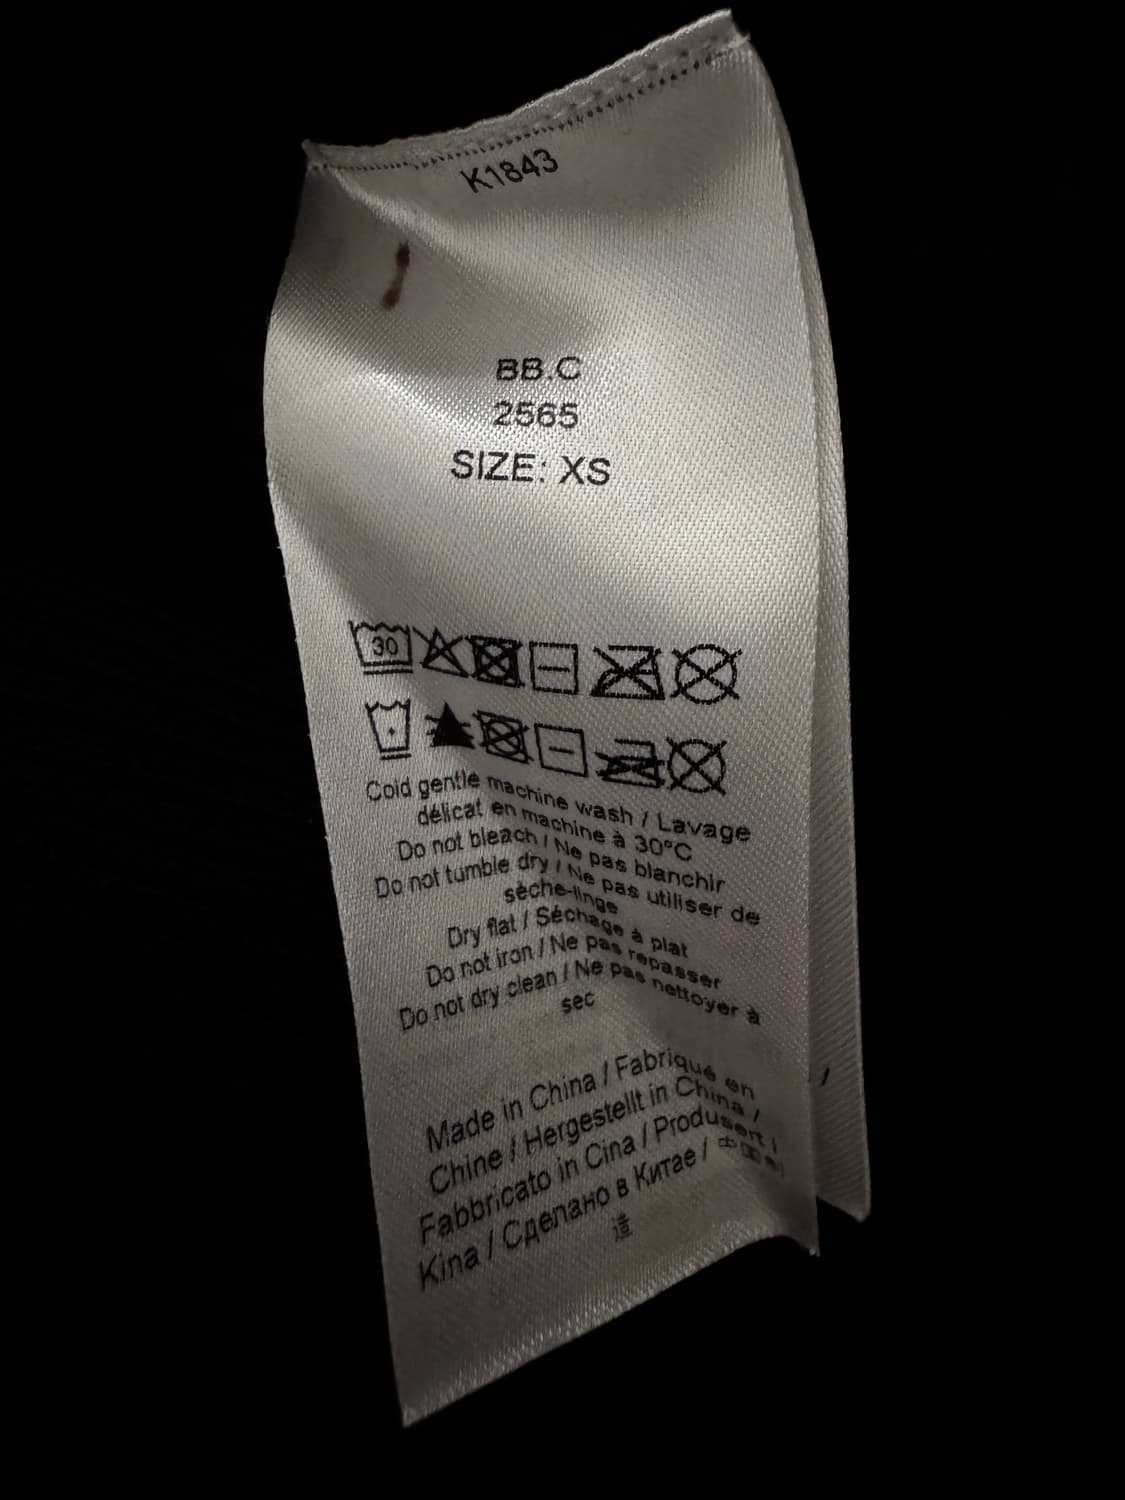 K1843
BB.C
2565
SIZE: XS
30
Cold gentle machine wash / Lavage
délicat en machine à 30°C
Do not bleach / Ne pas blanchir
Do not tumble dry / Ne pas utiliser de
sèche-linge
Dry flat / Séchage à plat
Do not iron / Ne pas repasser
Do not dry clean / Ne pas nettoyer à
sec
Made in China / Fabriqué en
Chine / Hergestellt in China /
Fabbricato in Cina / Produsert i
Kina / Сделано в Китае /
造